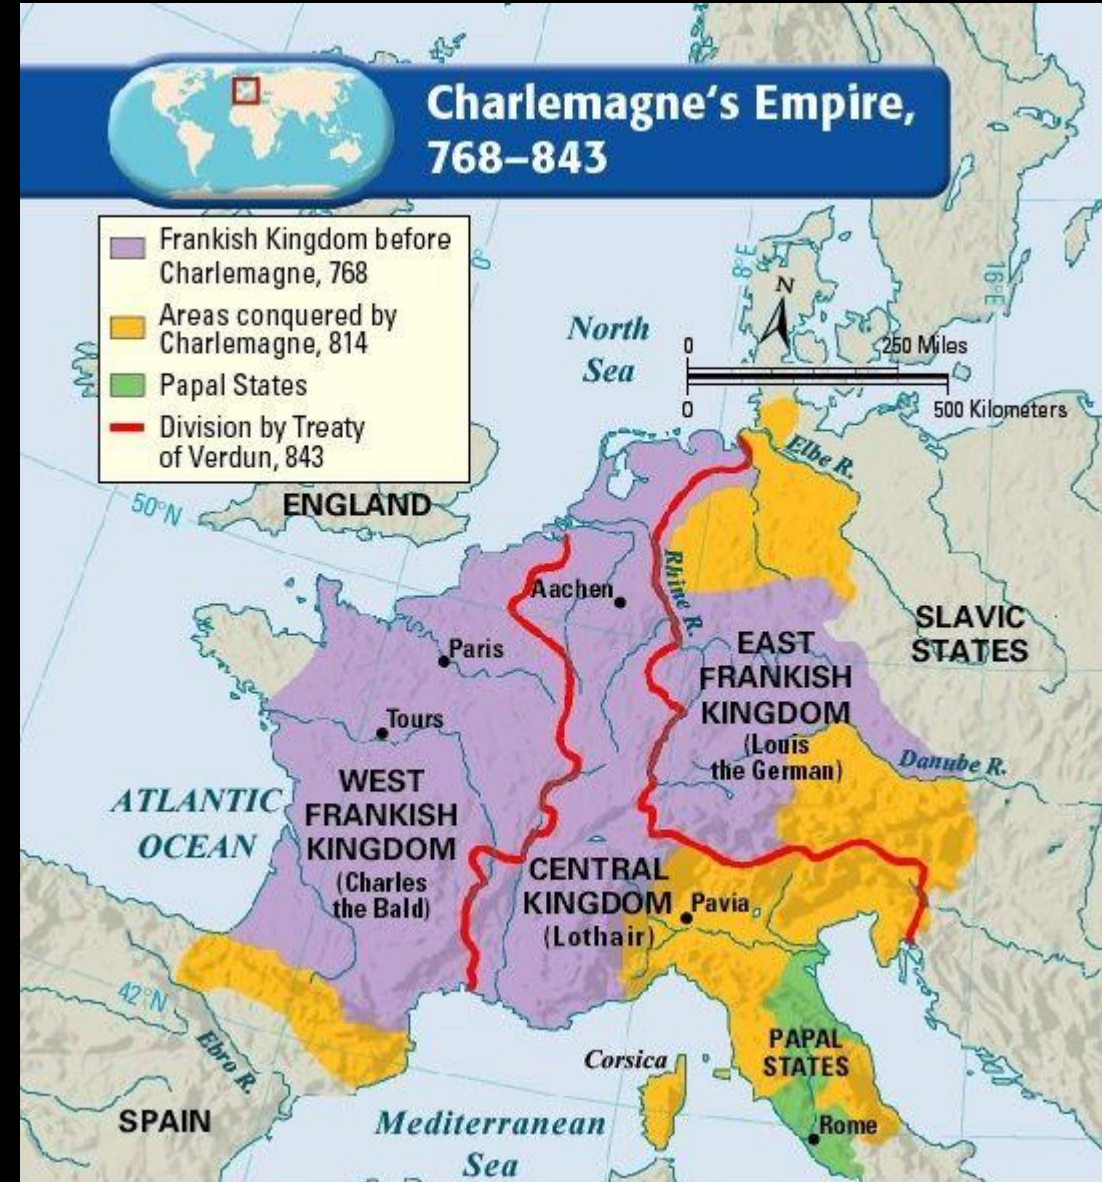 Charlemagne's Empire,
768–843
Frankish Kingdom before
Charlemagne, 768
Areas conquered by
Charlemagne, 814
Papal States
Division by Treaty
of Verdun, 843
0°
8°E
16°E
N
North
Sea
0
250 Miles
0
500 Kilometers
Elbe R.
50°N
ENGLAND
Rhine R.
Aachen
SLAVIC
STATES
Paris
EAST
FRANKISH
KINGDOM
(Louis
the German)
Tours
Danube R.
WEST
FRANKISH
KINGDOM
(Charles
the Bald)
ATLANTIC
OCEAN
CENTRAL
KINGDOM
(Lothair)
Pavia
42°N
Ebro R.
PAPAL
STATES
Corsica
SPAIN
Mediterranean
Sea
Rome